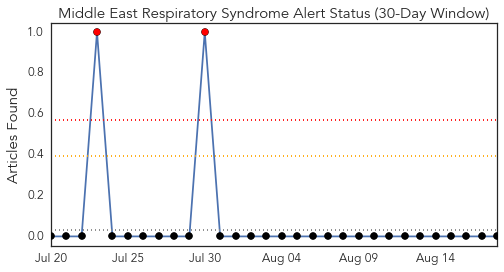 Middle East Respiratory Syndrome Alert Status (30-Day Window)
Articles Found
1.0
0.8
0.6
0.4
0.2
0.0
Jul 20 Jul 25 Jul 30 Aug 04 Aug 09 Aug 14